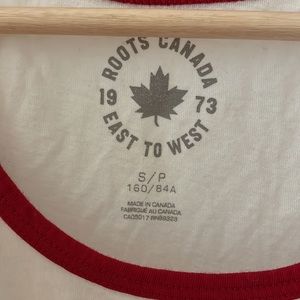 ROOTS CANADA
19 73
EAST TO WEST
S/P
160/84A
MADE IN CANADA
FABRIQUÉ AU CANADA